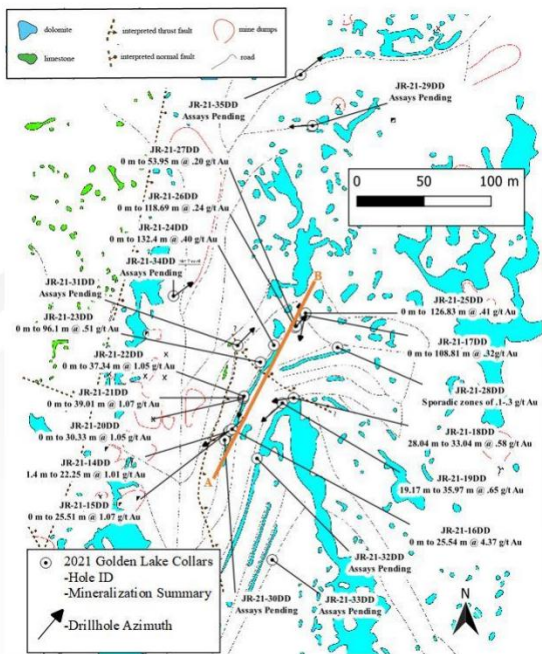 dolomite
interpreted thrust fault
mine dumps
limestone
interpreted normal fault
road
JR-21-35DD
Assays Pending
JR-21-29DD
Assays Pending
JR-21-27DD
0 m to 53.95 m @ .20 g/t Au
0 50 100 m
JR-21-26DD
0 m to 118.69 m @ .24 g/t Au
JR-21-24DD
0 m to 132.4 m @ .40 g/t Au
JR-21-34DD
Assays Pending
JR-21-31DD
Assays Pending
B
JR-21-25DD
0 m to 126.83 m @ .41 g/t Au
JR-21-23DD
0 m to 96.1 m @ .51 g/t Au
JR-21-17DD
0 m to 108.81 m @ .32g/t Au
JR-21-22DD
0 m to 37.34 m @ 1.05 g/t Au
JR-21-28DD
Sporadic zones of .1-.3 g/t Au
JR-21-21DD
0 m to 39.01 m @ 1.07 g/t Au
JR-21-20DD
0 m to 30.33 m @ 1.05 g/t Au
JR-21-18DD
28.04 m to 33.04 m @ .58 g/t Au
JR-21-14DD
1.4 m to 22.25 m @ 1.01 g/t Au
JR-21-19DD
19.17 m to 35.97 m @ .65 g/t Au
A
JR-21-15DD
0 m to 25.51 m @ 1.07 g/t Au
JR-21-16DD
0 m to 25.54 m @ 4.37 g/t Au
JR-21-32DD
Assays Pending
2021 Golden Lake Collars
-Hole ID
-Mineralization Summary
-Drillhole Azimuth
JR-21-30DD
Assays Pending
JR-21-33DD
Assays Pending
N